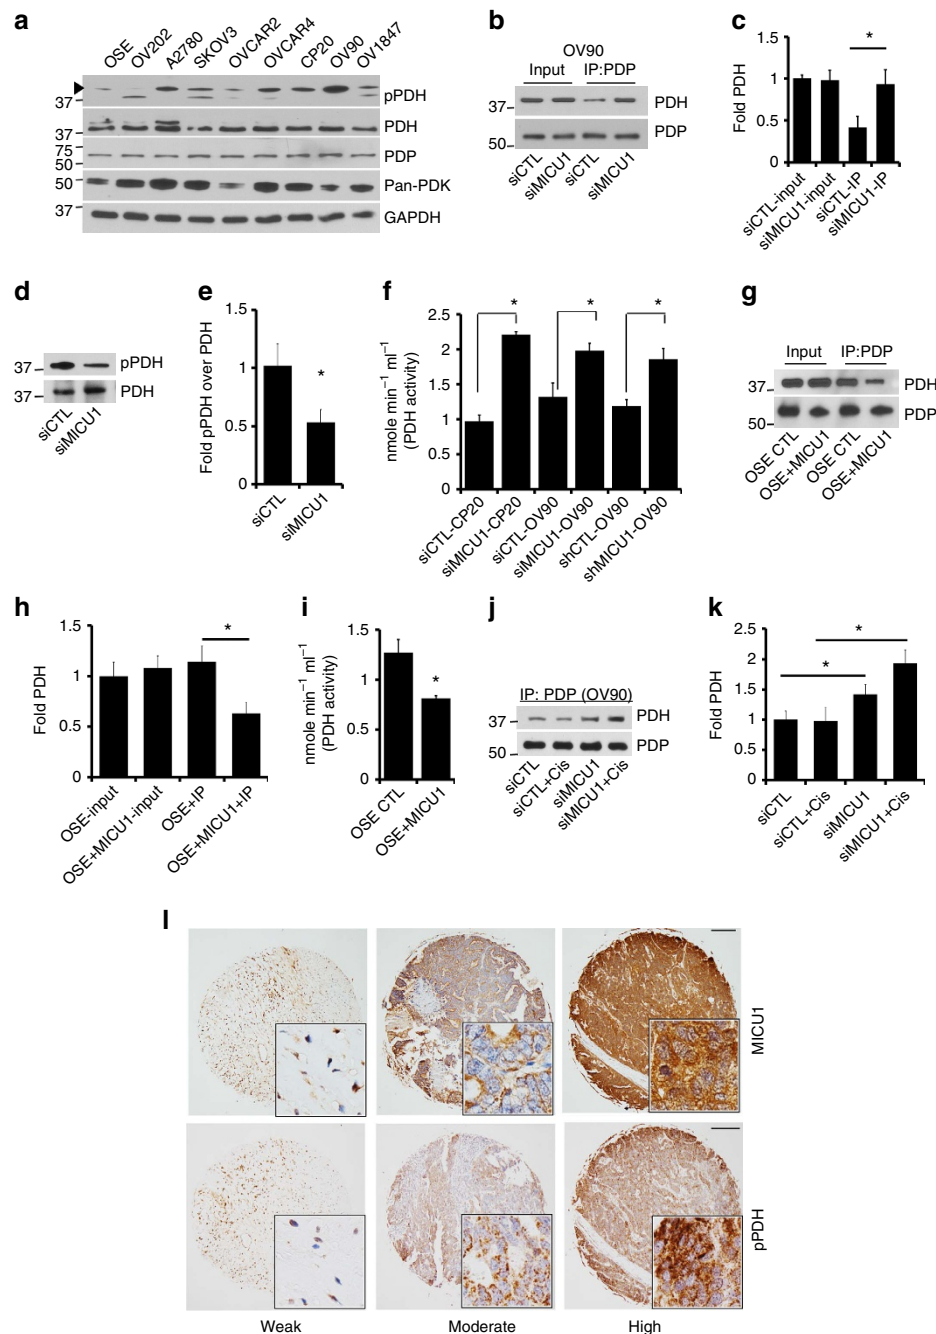 a
OSE
OV202
A2780
SKOV3
OVCAR2
OVCAR4
CP20
OV90
OV1847
37
pPDH
37
PDH
75
50
PDP
50
Pan-PDK
37
GAPDH
b
OV90
Input IP:PDP
37
PDH
50
PDP
siCTL
siMICU1
siCTL
siMICU1
c
Fold PDH
1.5
1
0.5
0
*
siCTL-input
siMICU1-input
siCTL-IP
siMICU1-IP
d
37
pPDH
37
PDH
siCTL
siMICU1
e
Fold pPDH over PDH
1.5
1
0.5
0
*
siCTL
siMICU1
f
nmole min⁻¹ ml⁻¹
(PDH activity)
2.5
2
1.5
1
0.5
0
* * *
siCTL-CP20
siMICU1-CP20
siCTL-OV90
siMICU1-OV90
shCTL-OV90
shMICU1-OV90
g
Input IP:PDP
37
PDH
50
PDP
OSE CTL
OSE+MICU1
OSE CTL
OSE+MICU1
h
Fold PDH
1.5
1
0.5
0
*
OSE-input
OSE+MICU1-input
OSE+IP
OSE+MICU1+IP
i
nmole min⁻¹ ml⁻¹
(PDH activity)
1.5
1
0.5
0
*
OSE CTL
OSE+MICU1
j
IP: PDP (OV90)
37
PDH
50
PDP
siCTL
siCTL+Cis
siMICU1
siMICU1+Cis
k
Fold PDH
2.5
2
1.5
1
0.5
0
*
*
siCTL
siCTL+Cis
siMICU1
siMICU1+Cis
l
MICU1
pPDH
Weak Moderate High